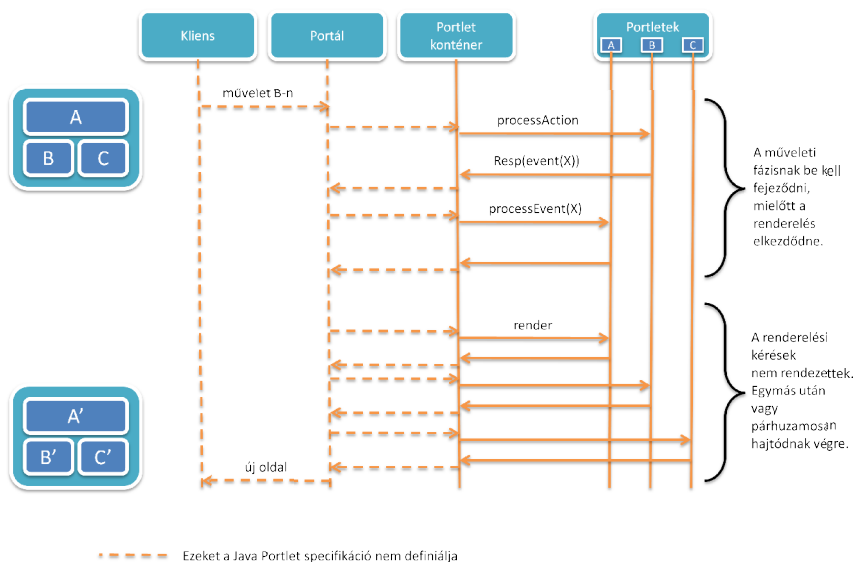 Kliens
Portál
Portlet
konténer
Portletek
A
B
C
művelet B-n
processAction
Resp(event(X))
processEvent(X)
A
B
C
A műveleti
fázisnak be kell
fejeződni,
mielőtt a
renderelés
elkezdődne.
render
A renderelési
kérések
nem rendezettek.
Egymás után
vagy
párhuzamosan
hajtódnak végre.
A’
B’
C’
új oldal
Ezeket a Java Portlet specifikáció nem definiálja